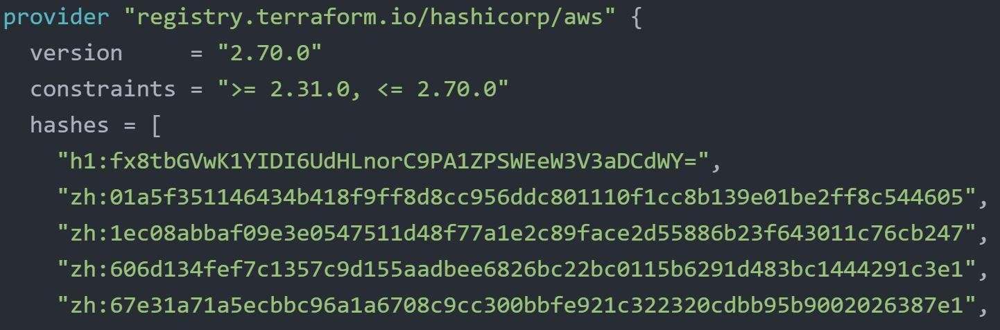 provider "registry.terraform.io/hashicorp/aws" {
  version     = "2.70.0"
  constraints = ">= 2.31.0, <= 2.70.0"
  hashes = [
    "h1:fx8tbGVwK1YIDI6UdHLnorC9PA1ZPSWEeW3V3aDCdWY=",
    "zh:01a5f351146434b418f9ff8d8cc956ddc801110f1cc8b139e01be2ff8c544605",
    "zh:1ec08abbaf09e3e0547511d48f77a1e2c89face2d55886b23f643011c76cb247",
    "zh:606d134fef7c1357c9d155aadbee6826bc22bc0115b6291d483bc1444291c3e1",
    "zh:67e31a71a5ecbbc96a1a6708c9cc300bbfe921c322320cdbb95b9002026387e1",